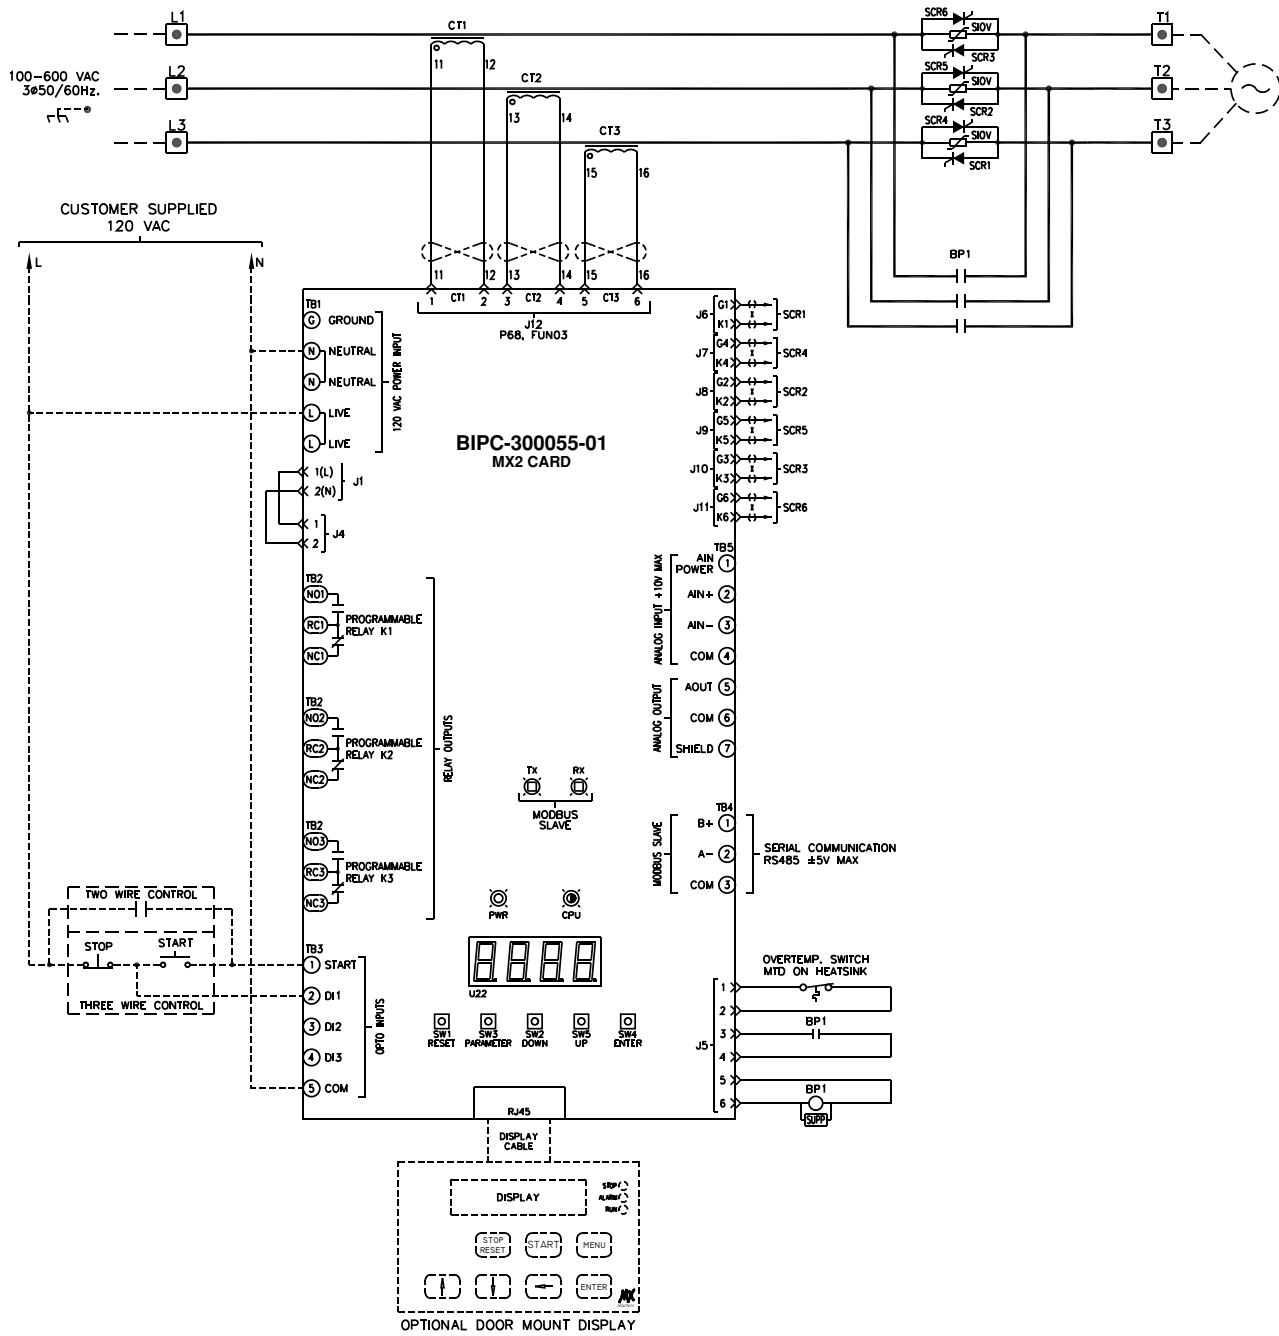 L1
CT1
SCR6
SIOV
SCR3
T1
11
12
100-600 VAC
3ø50/60Hz.
L2
CT2
SCR5
SIOV
SCR2
T2
13
14
L3
CT3
SCR4
SIOV
SCR1
T3
15
16
CUSTOMER SUPPLIED
120 VAC
L
N
BP1
11
12
13
14
15
16
1
CT1
2
3
CT2
4
5
CT3
6
J12
P68, FUN03
TB1
G GROUND
N NEUTRAL
N NEUTRAL
L LIVE
L LIVE
120 VAC POWER INPUT
1(L)
2(N)
J1
1
2
J4
BIPC-300055-01
MX2 CARD
J6
G1
K1
SCR1
J7
G4
K4
SCR4
J8
G2
K2
SCR2
J9
G5
K5
SCR5
J10
G3
K3
SCR3
J11
G6
K6
SCR6
TB2
NO1
RC1
NC1
PROGRAMMABLE
RELAY K1
TB2
NO2
RC2
NC2
PROGRAMMABLE
RELAY K2
TB2
NO3
RC3
NC3
PROGRAMMABLE
RELAY K3
RELAY OUTPUTS
TB5
AIN
POWER 1
AIN+ 2
AIN- 3
COM 4
ANALOG INPUT +10V MAX
AOUT 5
COM 6
SHIELD 7
ANALOG OUTPUT
Tx
Rx
MODBUS
SLAVE
TB4
B+ 1
A- 2
COM 3
MODBUS SLAVE
SERIAL COMMUNICATION
RS485 ±5V MAX
PWR
CPU
U22
TWO WIRE CONTROL
STOP
START
THREE WIRE CONTROL
TB3
1 START
2 DI1
3 DI2
4 DI3
5 COM
OPTO INPUTS
SW1
RESET
SW3
PARAMETER
SW2
DOWN
SW5
UP
SW4
ENTER
OVERTEMP. SWITCH
MTD ON HEATSINK
J5
1
2
3
4
5
6
BP1
BP1
SUPP
RJ45
DISPLAY
CABLE
DISPLAY
STOP
ALARM
RUN
STOP
RESET
START
MENU
ENTER
MX
OPTIONAL DOOR MOUNT DISPLAY